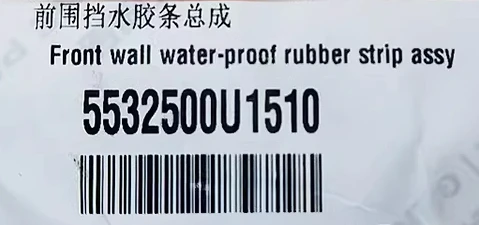 前围挡水胶条总成
Front wall water-proof rubber strip assy
5532500U1510